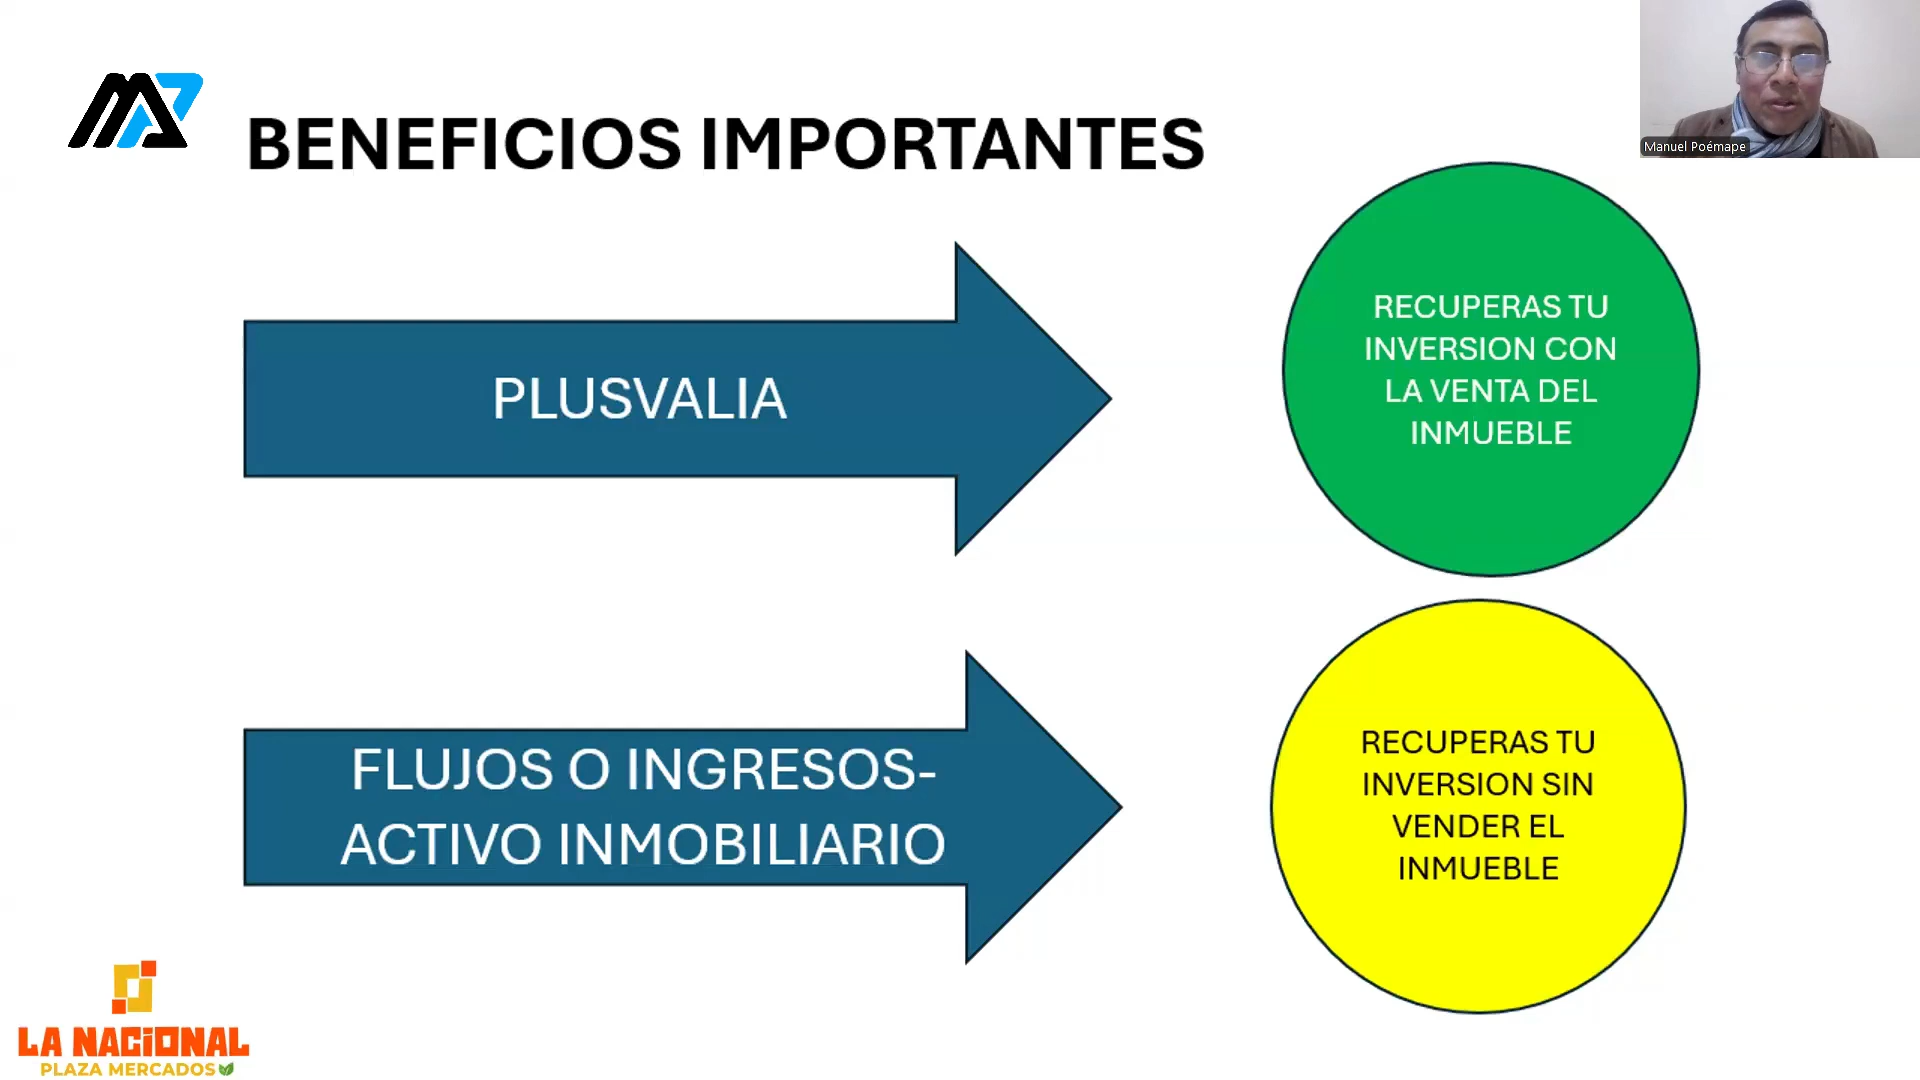 BENEFICIOS IMPORTANTES
Manuel Poémape
PLUSVALIA
RECUPERAS TU
INVERSION CON
LA VENTA DEL
INMUEBLE
FLUJOS O INGRESOS-
ACTIVO INMOBILIARIO
RECUPERAS TU
INVERSION SIN
VENDER EL
INMUEBLE
LA NACIONAL
PLAZA MERCADOS